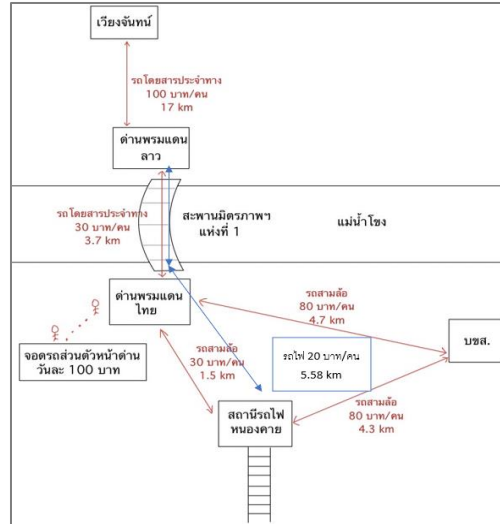 เวียงจันทน์
รถโดยสารประจำทาง
100 บาท/คน
17 km
ด่านพรมแดน
ลาว
รถโดยสารประจำทาง
30 บาท/คน
3.7 km
สะพานมิตรภาพฯ
แห่งที่ 1
แม่น้ำโขง
ด่านพรมแดน
ไทย
รถสามล้อ
80 บาท/คน
4.7 km
บขส.
จอดรถส่วนตัวหน้าด่าน
วันละ 100 บาท
รถสามล้อ
30 บาท/คน
1.5 km
รถไฟ 20 บาท/คน
5.58 km
รถสามล้อ
80 บาท/คน
4.3 km
สถานีรถไฟ
หนองคาย